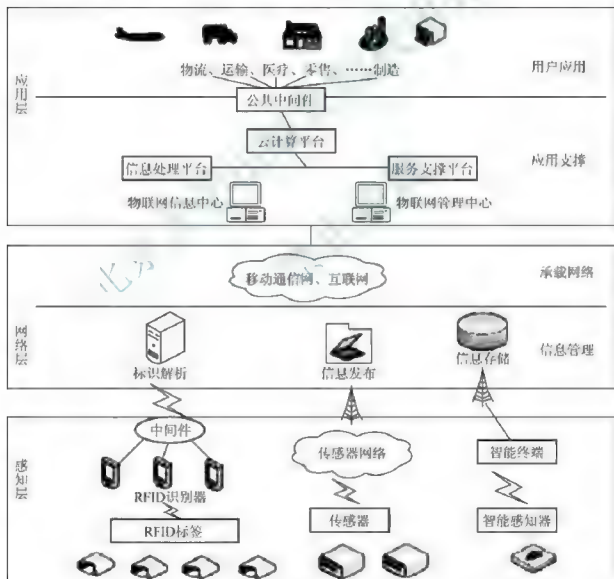 应用层
物流、运输、医疗、零售、……制造
用户应用
公共中间件
云计算平台
信息处理平台
服务支撑平台
应用支撑
物联网信息中心
物联网管理中心
网络层
移动通信网、互联网
承载网络
标识解析
信息发布
信息存储
信息管理
感知层
中间件
传感器网络
智能终端
RFID识别器
RFID标签
传感器
智能感知器